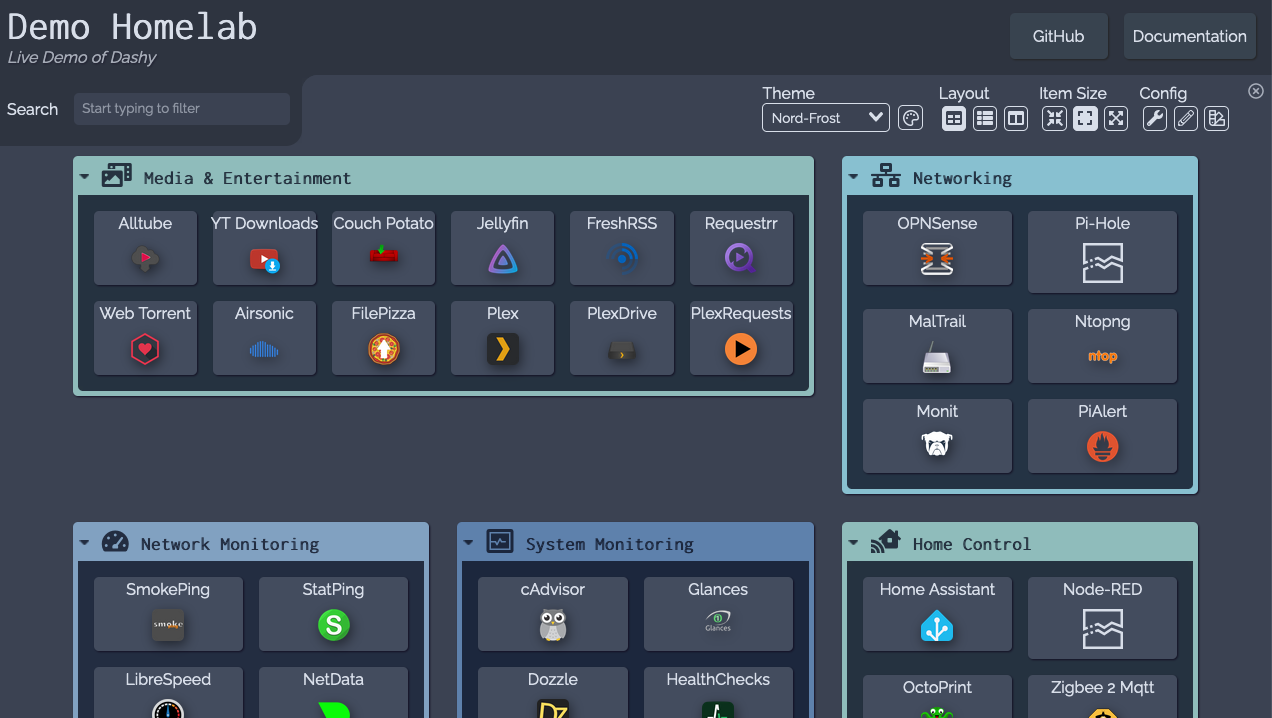 Demo Homelab
Live Demo of Dashy
GitHub
Documentation
Search
Start typing to filter
Theme
Nord-Frost
Layout
Item Size
Config
Media & Entertainment
Alltube
YT Downloads
Couch Potato
Jellyfin
FreshRSS
Requestrr
Web Torrent
Airsonic
FilePizza
Plex
PlexDrive
PlexRequests
Networking
OPNSense
Pi-Hole
MalTrail
Ntopng
ntop
Monit
PiAlert
Network Monitoring
SmokePing
smoke
StatPing
S
LibreSpeed
NetData
System Monitoring
cAdvisor
Glances
Glances
Dozzle
DZ
HealthChecks
Home Control
Home Assistant
Node-RED
OctoPrint
Zigbee 2 Mqtt